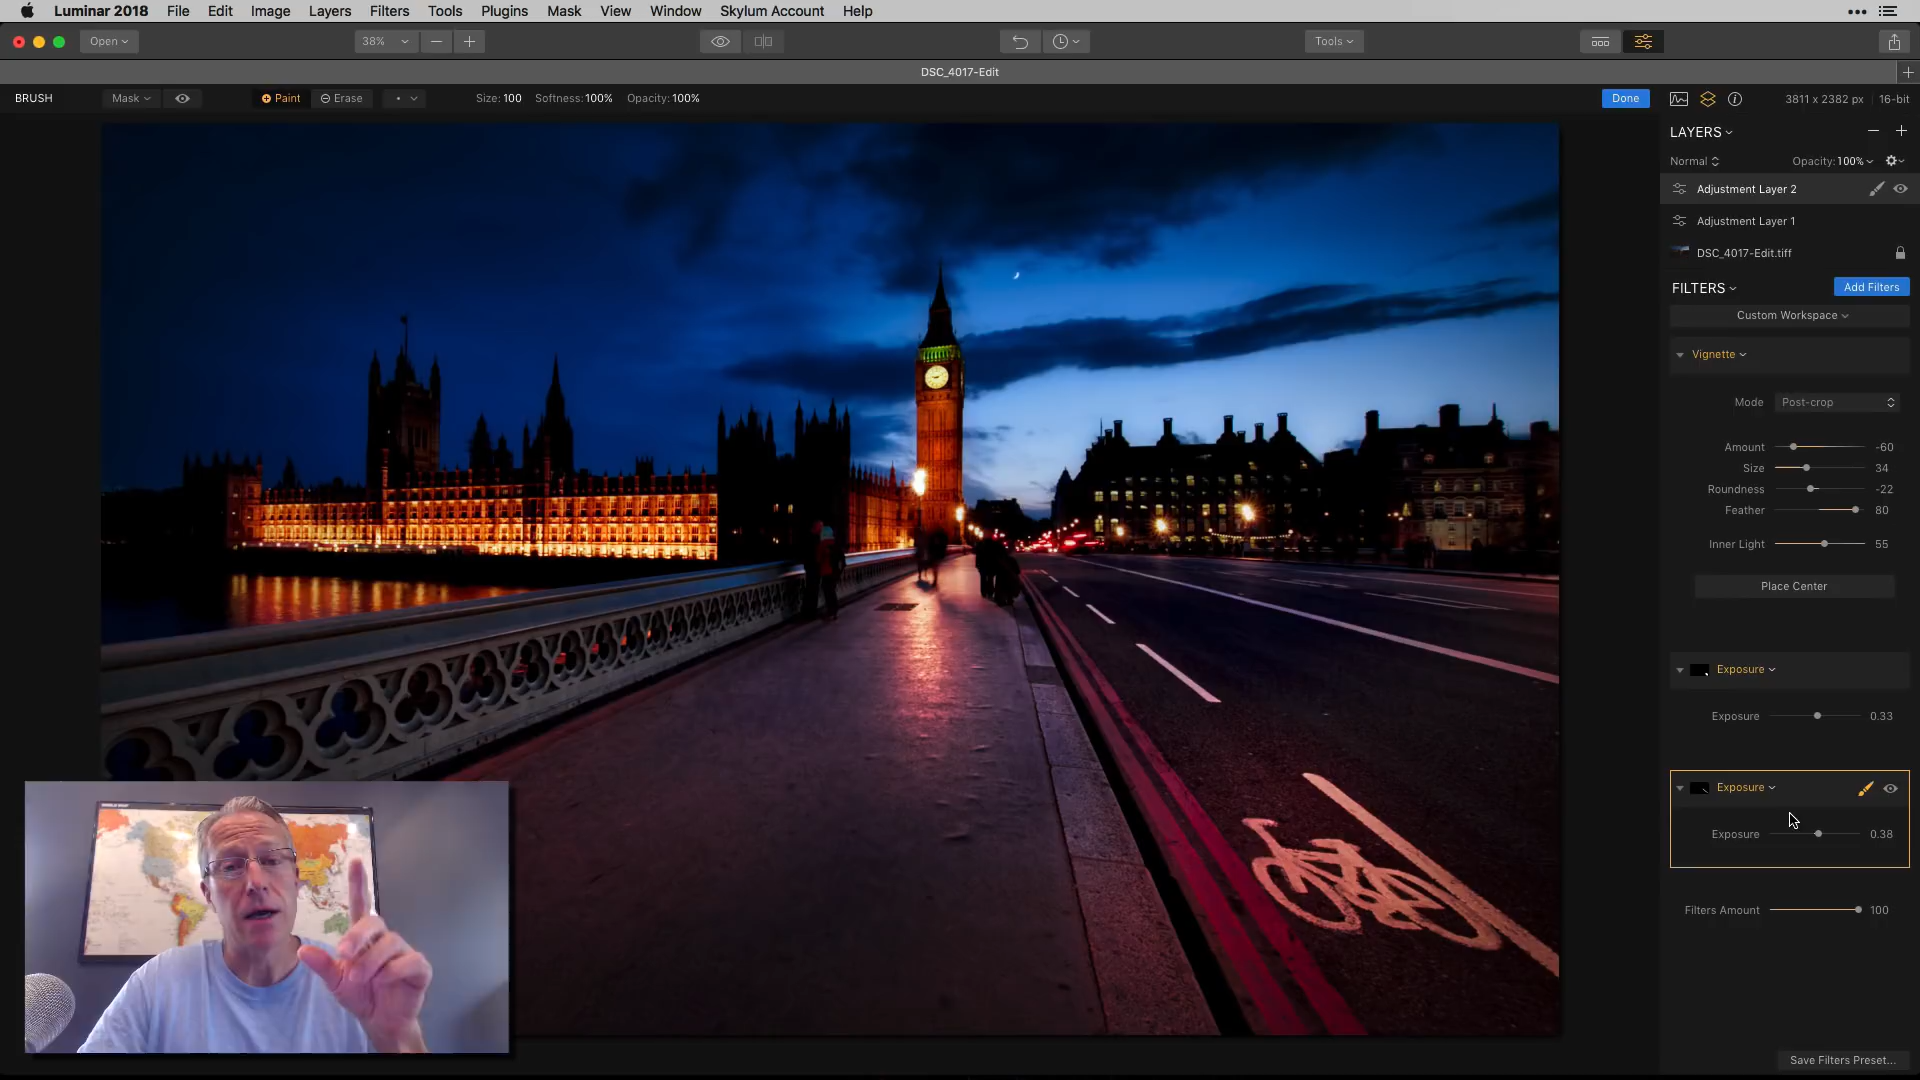 Luminar 2018 File Edit Image Layers Filters Tools Plugins Mask View Window Skylum Account Help
Open 38% Tools
DSC_4017-Edit
BRUSH Mask Paint Erase Size: 100 Softness: 100% Opacity: 100% Done 3811 x 2382 px 16-bit
LAYERS
Normal Opacity: 100%
Adjustment Layer 2
Adjustment Layer 1
DSC_4017-Edit.tiff
FILTERS Add Filters
Custom Workspace
Vignette
Mode Post-crop
Amount -60
Size 34
Roundness -22
Feather 80
Inner Light 55
Place Center
Exposure
Exposure 0.33
Exposure
Exposure 0.38
Filters Amount 100
Save Filters Preset...